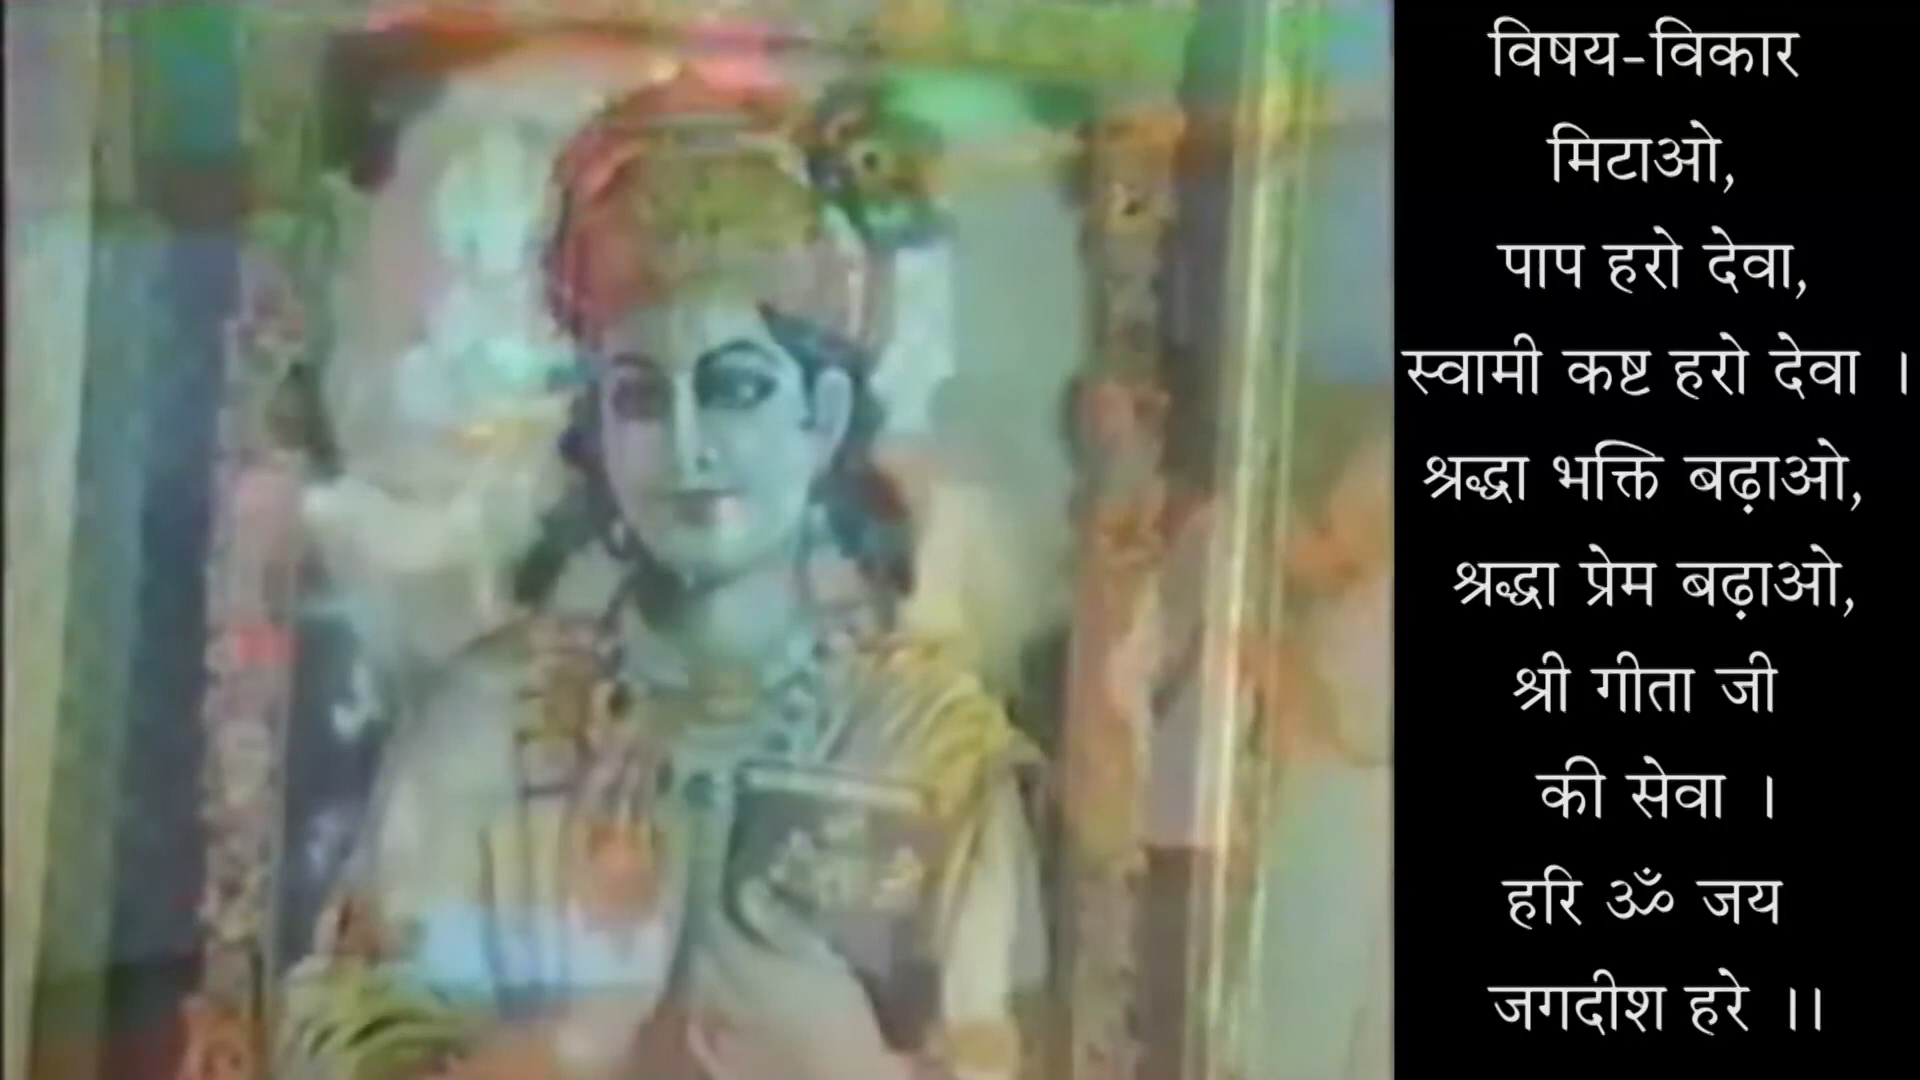 विषय-विकार
मिटाओ,
पाप हरो देवा,
स्वामी कष्ट हरो देवा ।
श्रद्धा भक्ति बढ़ाओ,
श्रद्धा प्रेम बढ़ाओ,
श्री गीता जी
की सेवा ।
हरि ॐ जय
जगदीश हरे ।।